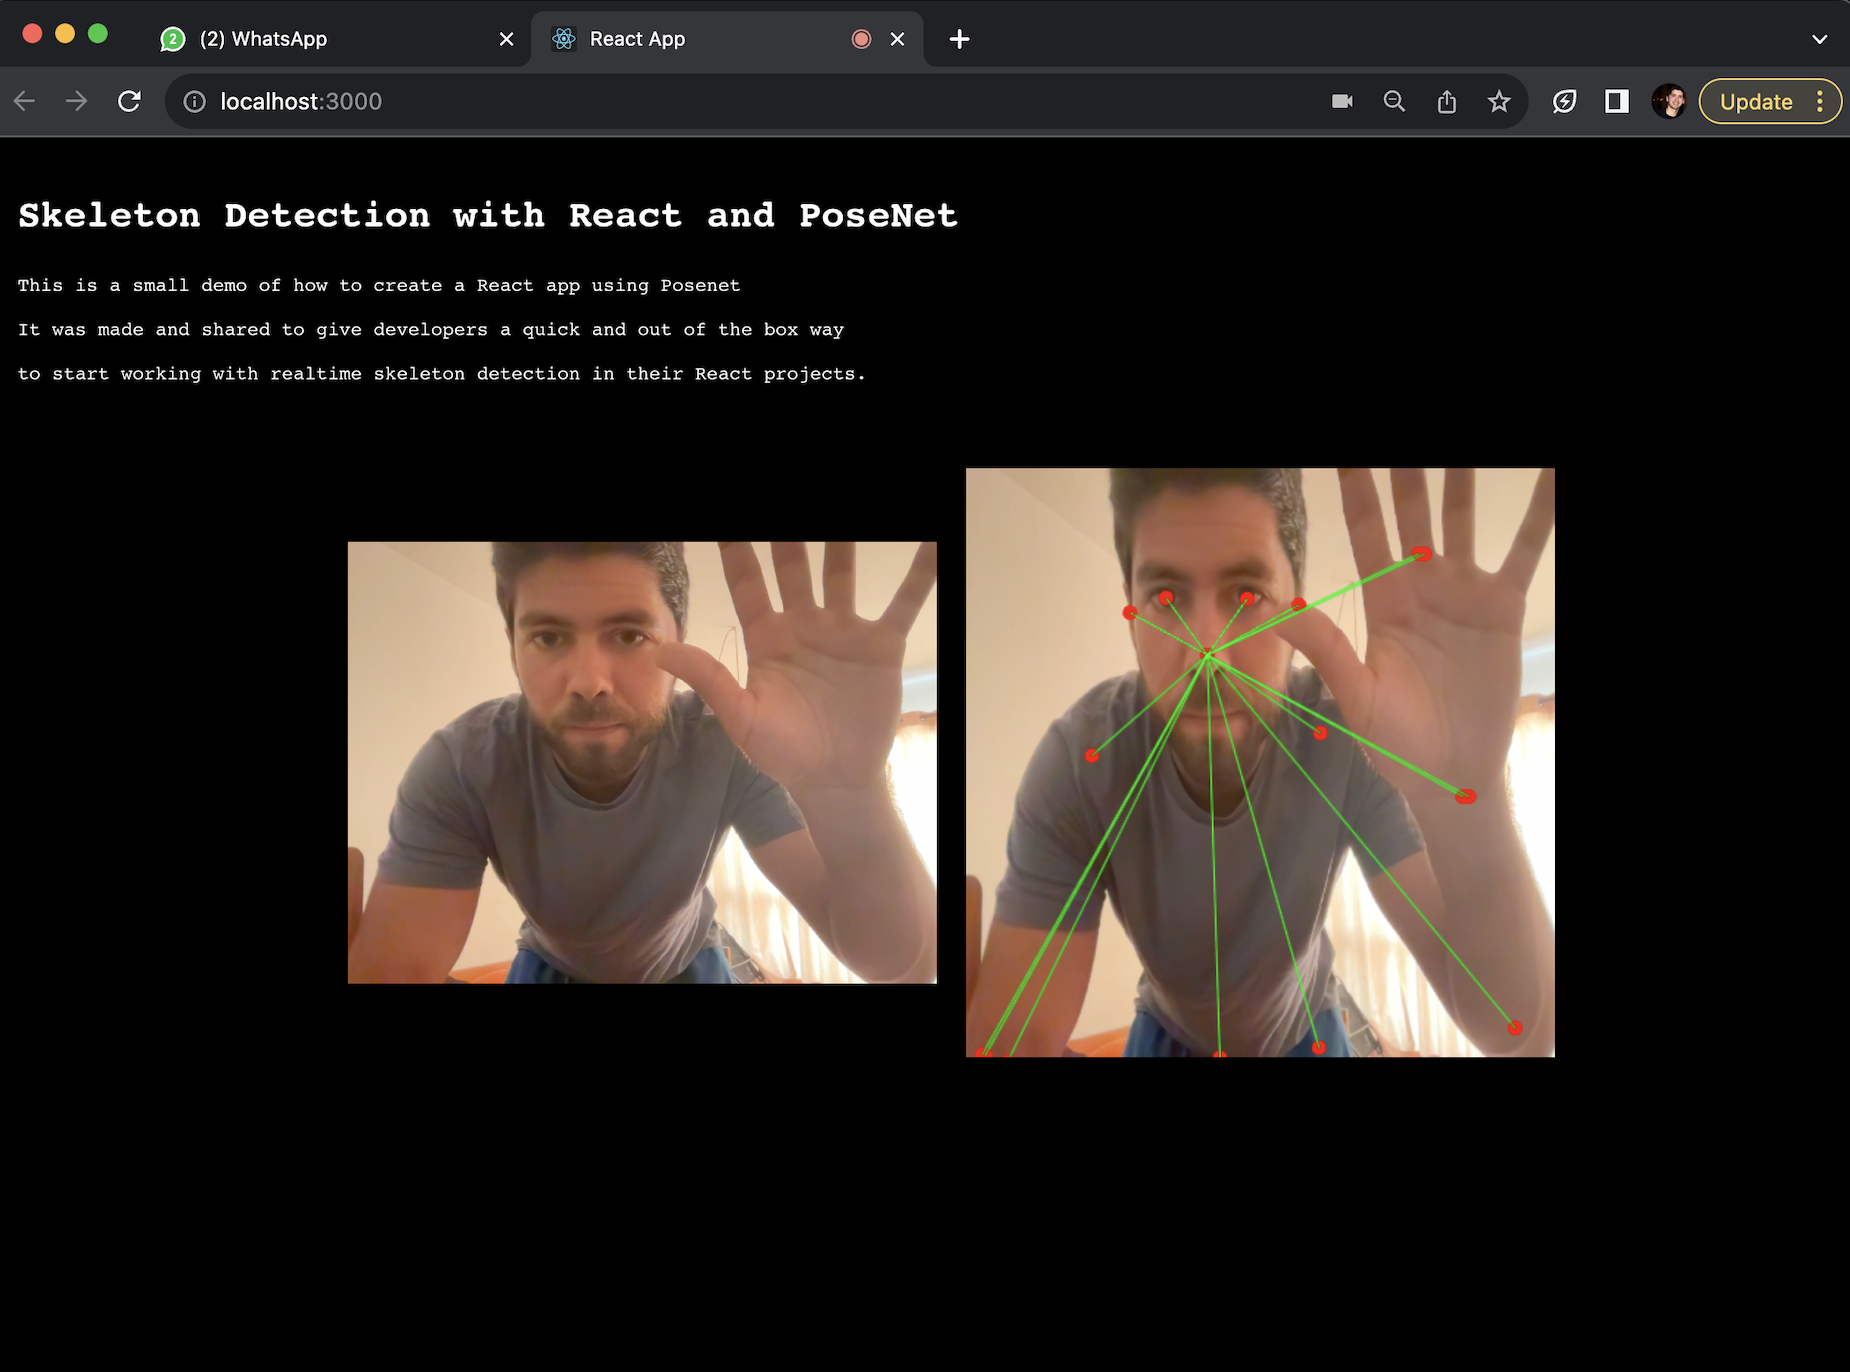 2 (2) WhatsApp
React App
localhost:3000
Update
Skeleton Detection with React and PoseNet
This is a small demo of how to create a React app using Posenet
It was made and shared to give developers a quick and out of the box way
to start working with realtime skeleton detection in their React projects.